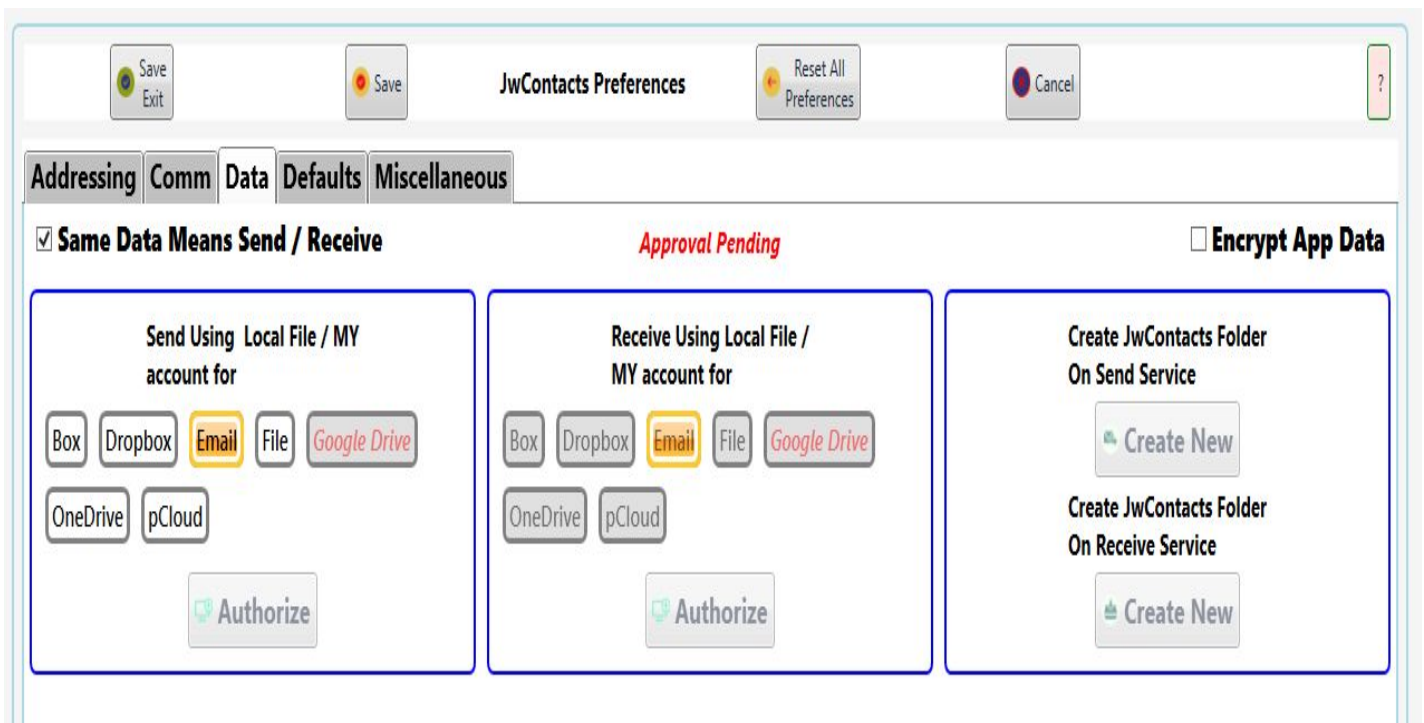 Save
Exit
Save
JwContacts Preferences
Reset All
Preferences
Cancel
?
Addressing Comm Data Defaults Miscellaneous
Same Data Means Send / Receive
Approval Pending
Encrypt App Data
Send Using Local File / MY
account for
Box Dropbox Email File Google Drive
OneDrive pCloud
Authorize
Receive Using Local File /
MY account for
Box Dropbox Email File Google Drive
OneDrive pCloud
Authorize
Create JwContacts Folder
On Send Service
Create New
Create JwContacts Folder
On Receive Service
Create New